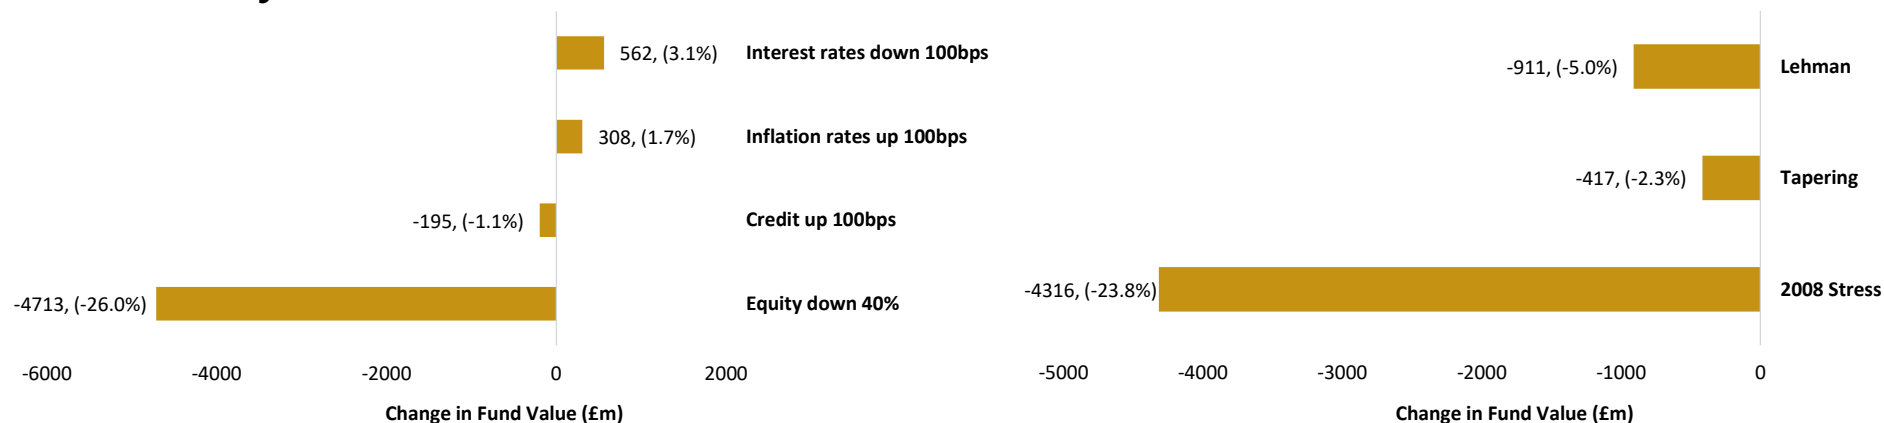 562, (3.1%) Interest rates down 100bps
308, (1.7%) Inflation rates up 100bps
-195, (-1.1%) Credit up 100bps
-4713, (-26.0%) Equity down 40%
-6000 -4000 -2000 0 2000
Change in Fund Value (£m)
-911, (-5.0%) Lehman
-417, (-2.3%) Tapering
-4316, (-23.8%) 2008 Stress
-5000 -4000 -3000 -2000 -1000 0
Change in Fund Value (£m)